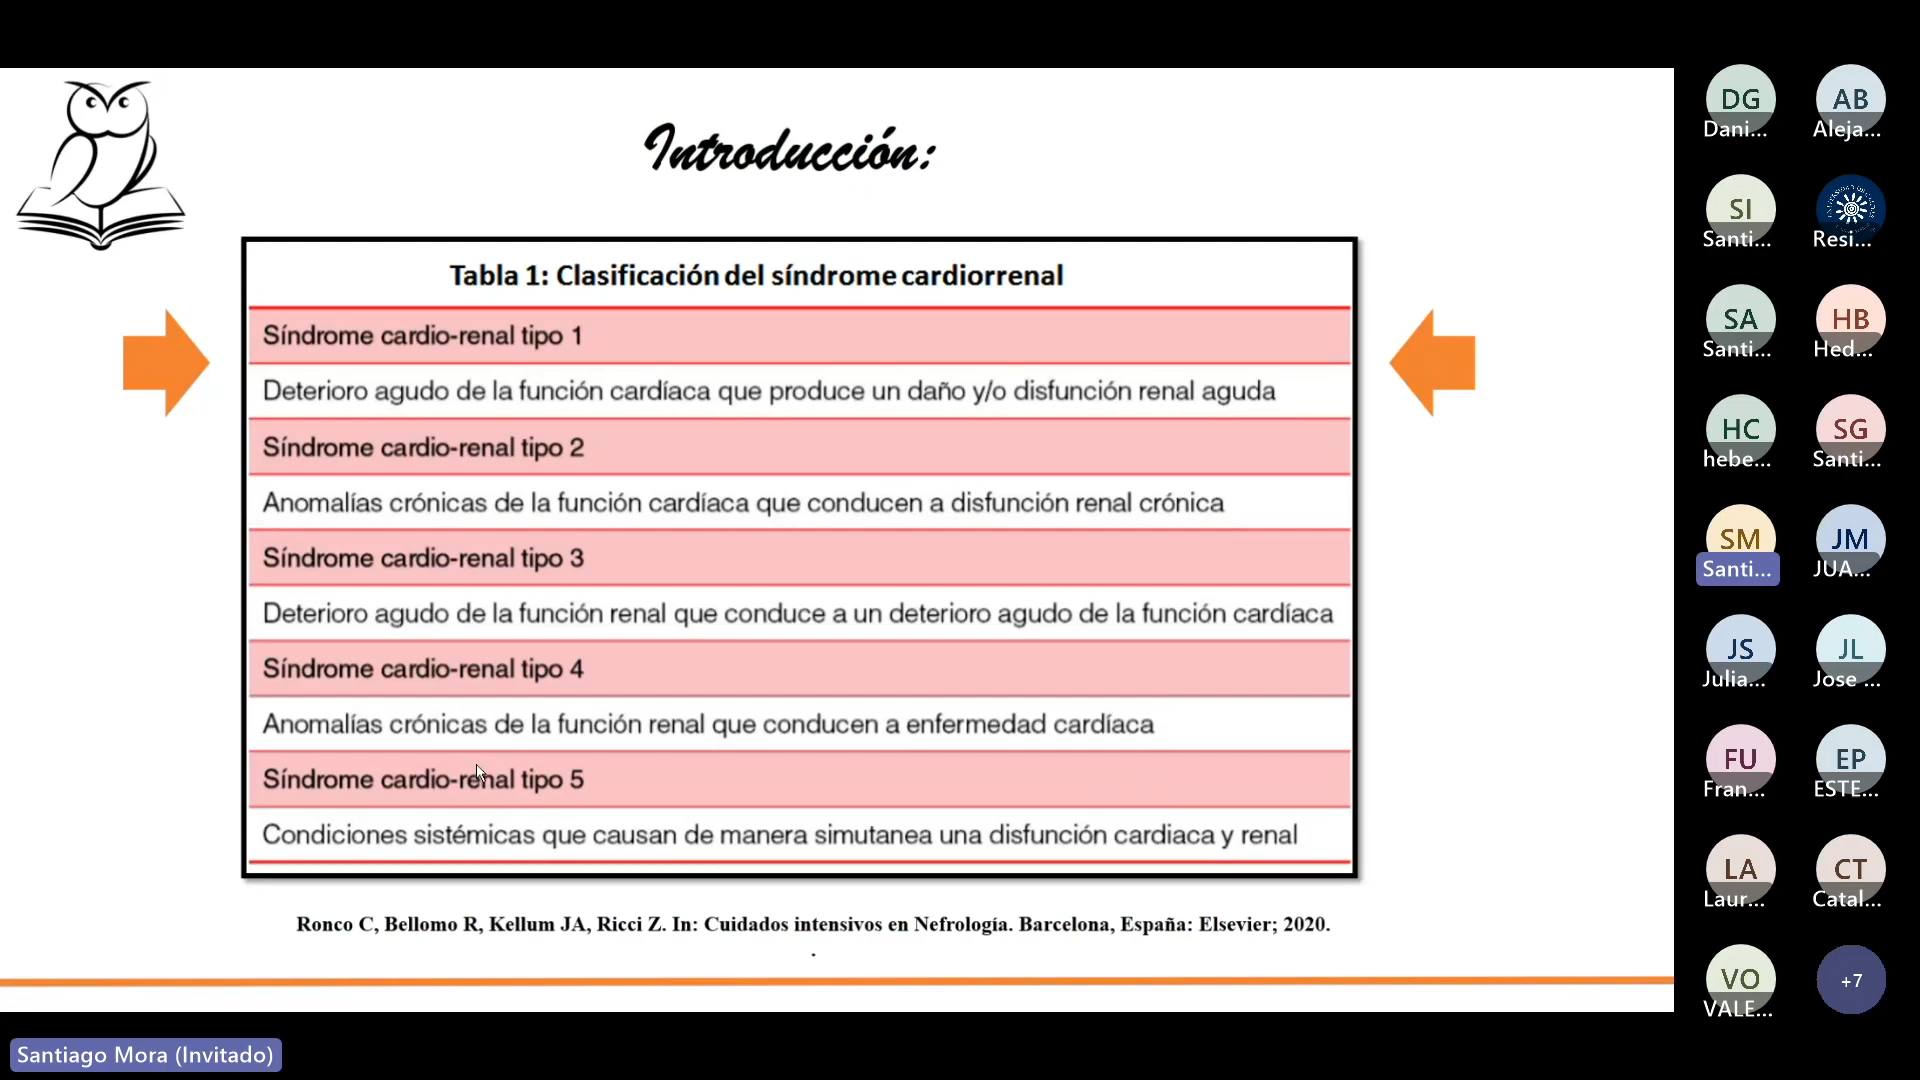 Introducción:
Tabla 1: Clasificación del síndrome cardiorrenal
Síndrome cardio-renal tipo 1
Deterioro agudo de la función cardíaca que produce un daño y/o disfunción renal aguda
Síndrome cardio-renal tipo 2
Anomalías crónicas de la función cardíaca que conducen a disfunción renal crónica
Síndrome cardio-renal tipo 3
Deterioro agudo de la función renal que conduce a un deterioro agudo de la función cardíaca
Síndrome cardio-renal tipo 4
Anomalías crónicas de la función renal que conducen a enfermedad cardíaca
Síndrome cardio-renal tipo 5
Condiciones sistémicas que causan de manera simutanea una disfunción cardiaca y renal
Ronco C, Bellomo R, Kellum JA, Ricci Z. In: Cuidados intensivos en Nefrología. Barcelona, España: Elsevier; 2020.
.
Santiago Mora (Invitado)
DG AB
Dani... Aleja...
SI
Santi... Resi...
SA HB
Santi... Hed...
HC SG
hebe... Santi...
SM JM
Santi... JUA...
JS JL
Julia... Jose ...
FU EP
Fran... ESTE...
LA CT
Laur... Catal...
VO +7
VALE...